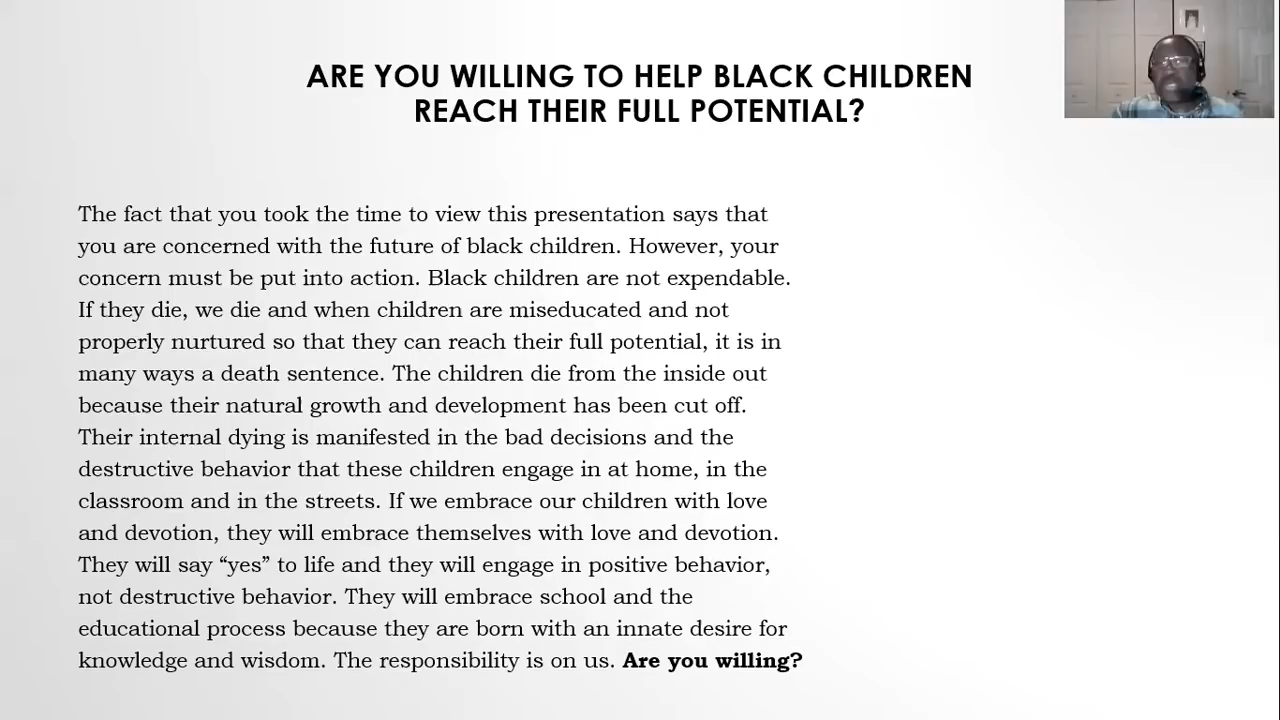 ARE YOU WILLING TO HELP BLACK CHILDREN
REACH THEIR FULL POTENTIAL?
The fact that you took the time to view this presentation says that
you are concerned with the future of black children. However, your
concern must be put into action. Black children are not expendable.
If they die, we die and when children are miseducated and not
properly nurtured so that they can reach their full potential, it is in
many ways a death sentence. The children die from the inside out
because their natural growth and development has been cut off.
Their internal dying is manifested in the bad decisions and the
destructive behavior that these children engage in at home, in the
classroom and in the streets. If we embrace our children with love
and devotion, they will embrace themselves with love and devotion.
They will say “yes” to life and they will engage in positive behavior,
not destructive behavior. They will embrace school and the
educational process because they are born with an innate desire for
knowledge and wisdom. The responsibility is on us. Are you willing?